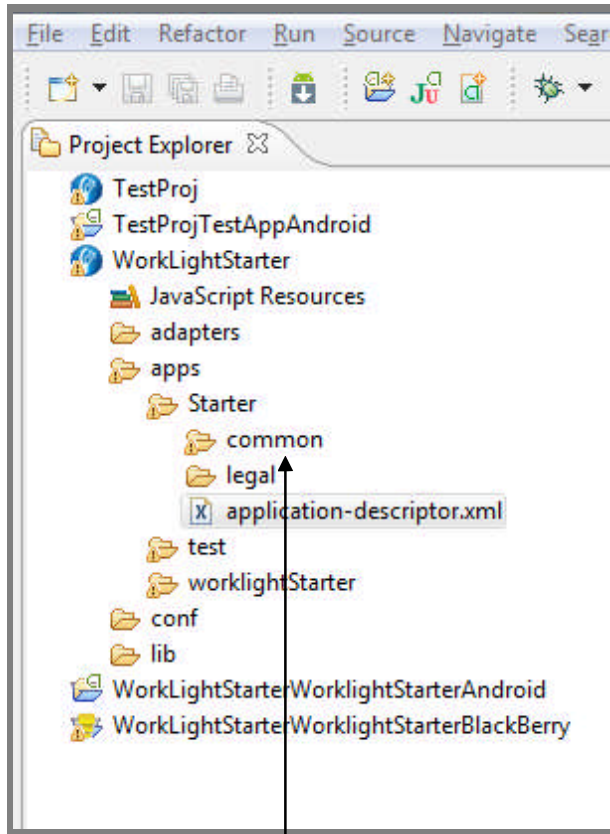 File Edit Refactor Run Source Navigate Sear
Project Explorer
TestProj
TestProjTestAppAndroid
WorkLightStarter
JavaScript Resources
adapters
apps
Starter
common
legal
application-descriptor.xml
test
worklightStarter
conf
lib
WorkLightStarterWorklightStarterAndroid
WorkLightStarterWorklightStarterBlackBerry